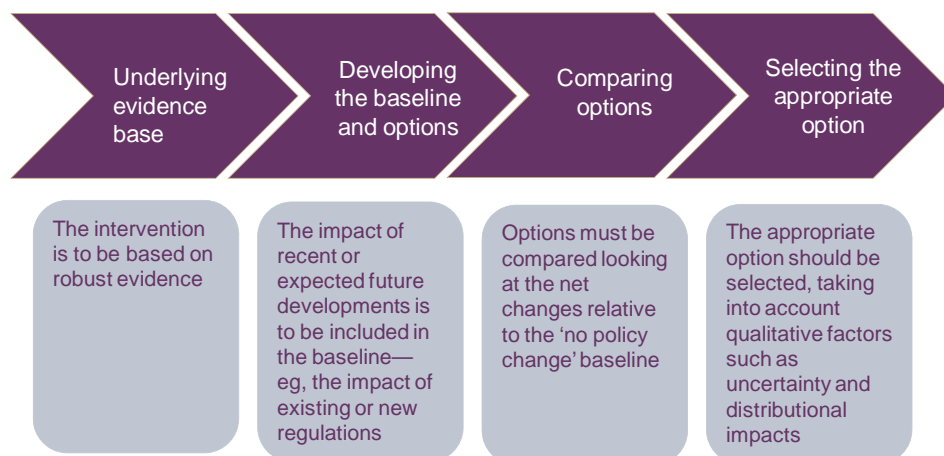 Underlying
evidence
base
Developing
the baseline
and options
Comparing
options
Selecting the
appropriate
option
The intervention
is to be based on
robust evidence
The impact of
recent or
expected future
developments is
to be included in
the baseline—
eg, the impact of
existing or new
regulations
Options must be
compared looking
at the net
changes relative
to the ‘no policy
change’ baseline
The appropriate
option should be
selected, taking
into account
qualitative factors
such as
uncertainty and
distributional
impacts